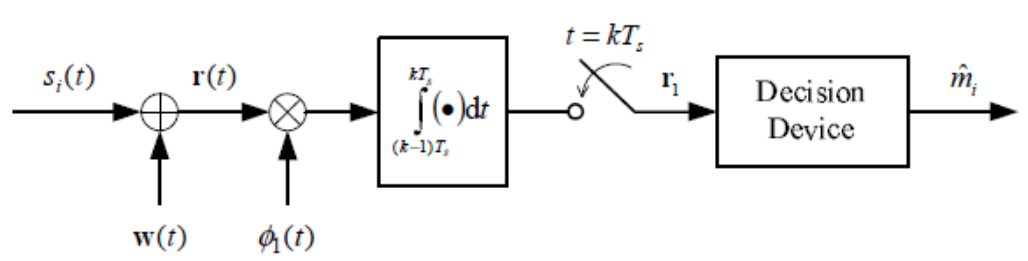 s_i(t)
r(t)
∫_{(k−1)T_s}^{kT_s} (•)dt
t = kT_s
r_1
Decision
Device
m̂_i
w(t)
ϕ_1(t)